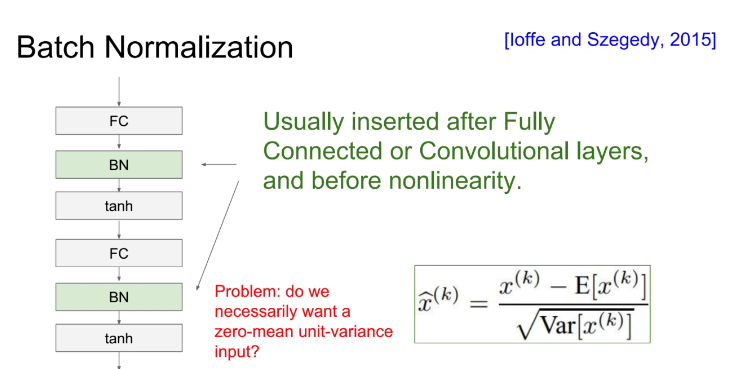 Batch Normalization
[Ioffe and Szegedy, 2015]
FC
BN
tanh
FC
BN
tanh
Usually inserted after Fully
Connected or Convolutional layers,
and before nonlinearity.
Problem: do we
necessarily want a
zero-mean unit-variance
input?
$\widehat{x}^{(k)} = \frac{x^{(k)} - \mathrm{E}[x^{(k)}]}{\sqrt{\mathrm{Var}[x^{(k)}]}}$